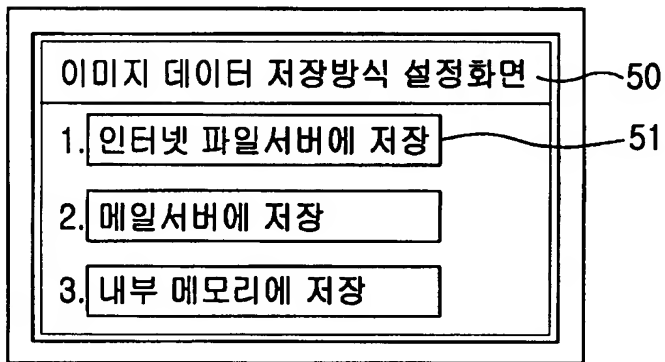 이미지 데이터 저장방식 설정화면 50
1. 인터넷 파일서버에 저장 51
2. 메일서버에 저장
3. 내부 메모리에 저장